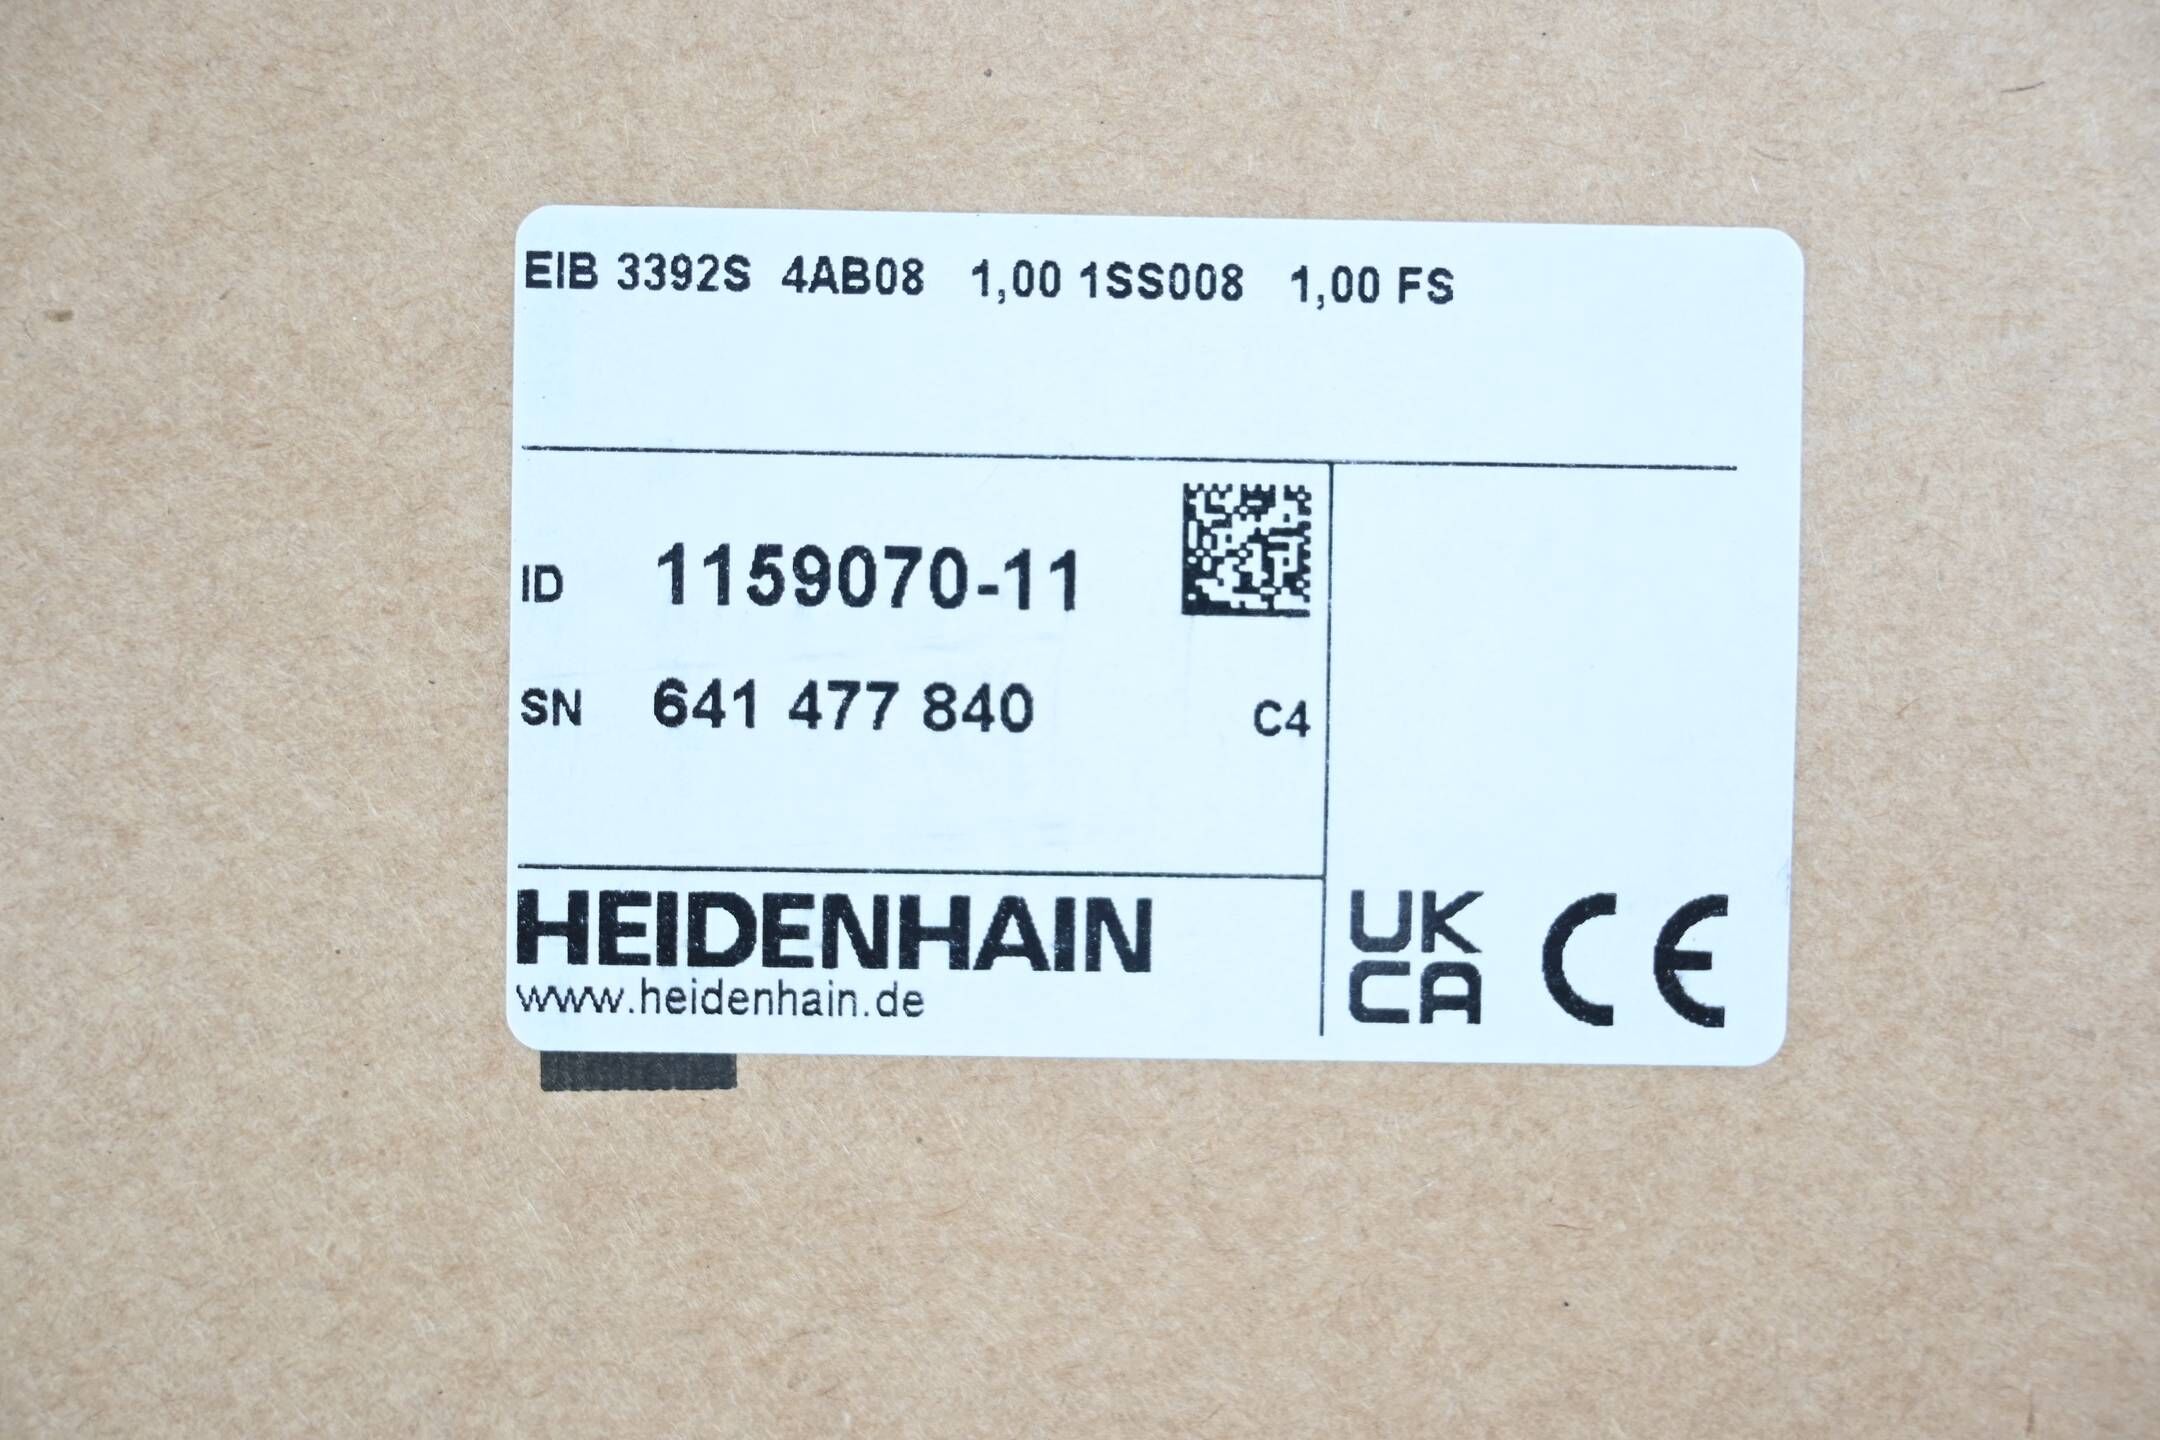 EIB 3392S 4AB08 1,00 1SS008 1,00 FS
ID 1159070-11
SN 641 477 840 C4
HEIDENHAIN
www.heidenhain.de
UK
CA
CE